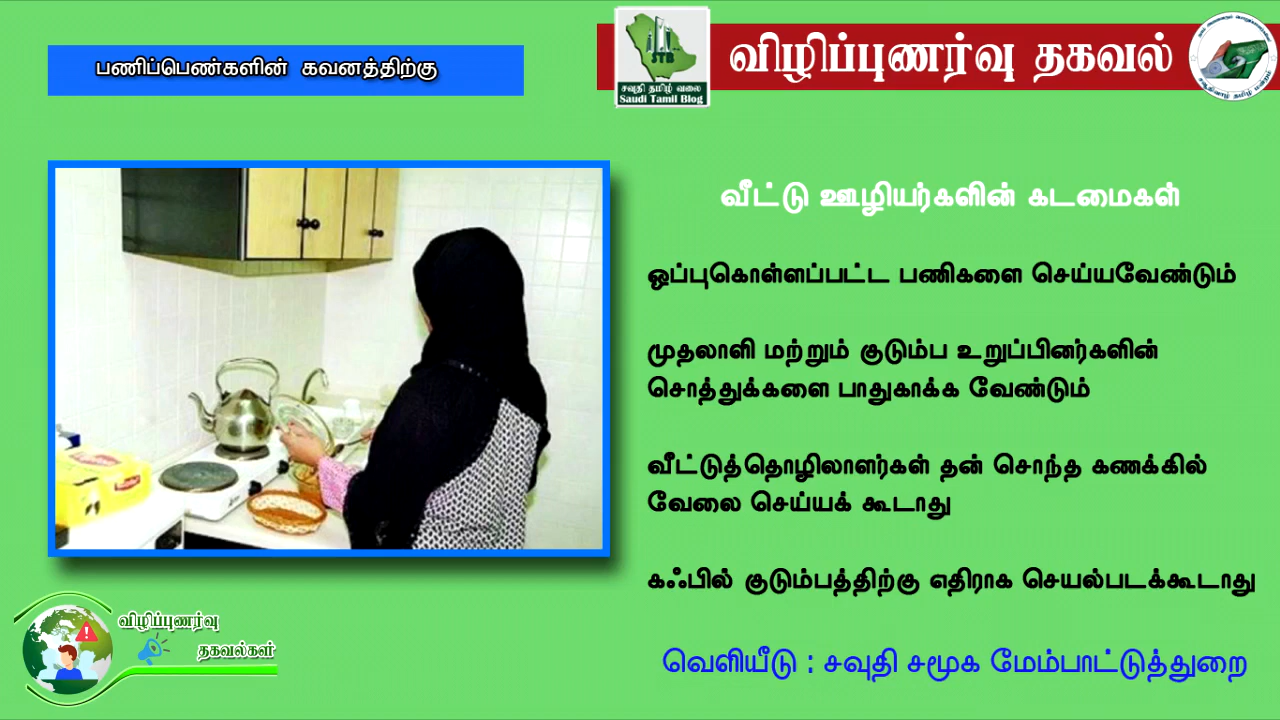 பணிப்பெண்களின் கவனத்திற்கு
STB
சவுதி தமிழ் வலை
Saudi Tamil Blog
விழிப்புணர்வு தகவல்
வீட்டு ஊழியர்களின் கடமைகள்
ஒப்புகொள்ளப்பட்ட பணிகளை செய்யவேண்டும்
முதலாளி மற்றும் குடும்ப உறுப்பினர்களின்
சொத்துக்களை பாதுகாக்க வேண்டும்
வீட்டுத்தொழிலாளர்கள் தன் சொந்த கணக்கில்
வேலை செய்யக் கூடாது
கஃபில் குடும்பத்திற்கு எதிராக செயல்படக்கூடாது
வெளியீடு : சவுதி சமூக மேம்பாட்டுத்துறை
விழிப்புணர்வு
தகவல்கள்